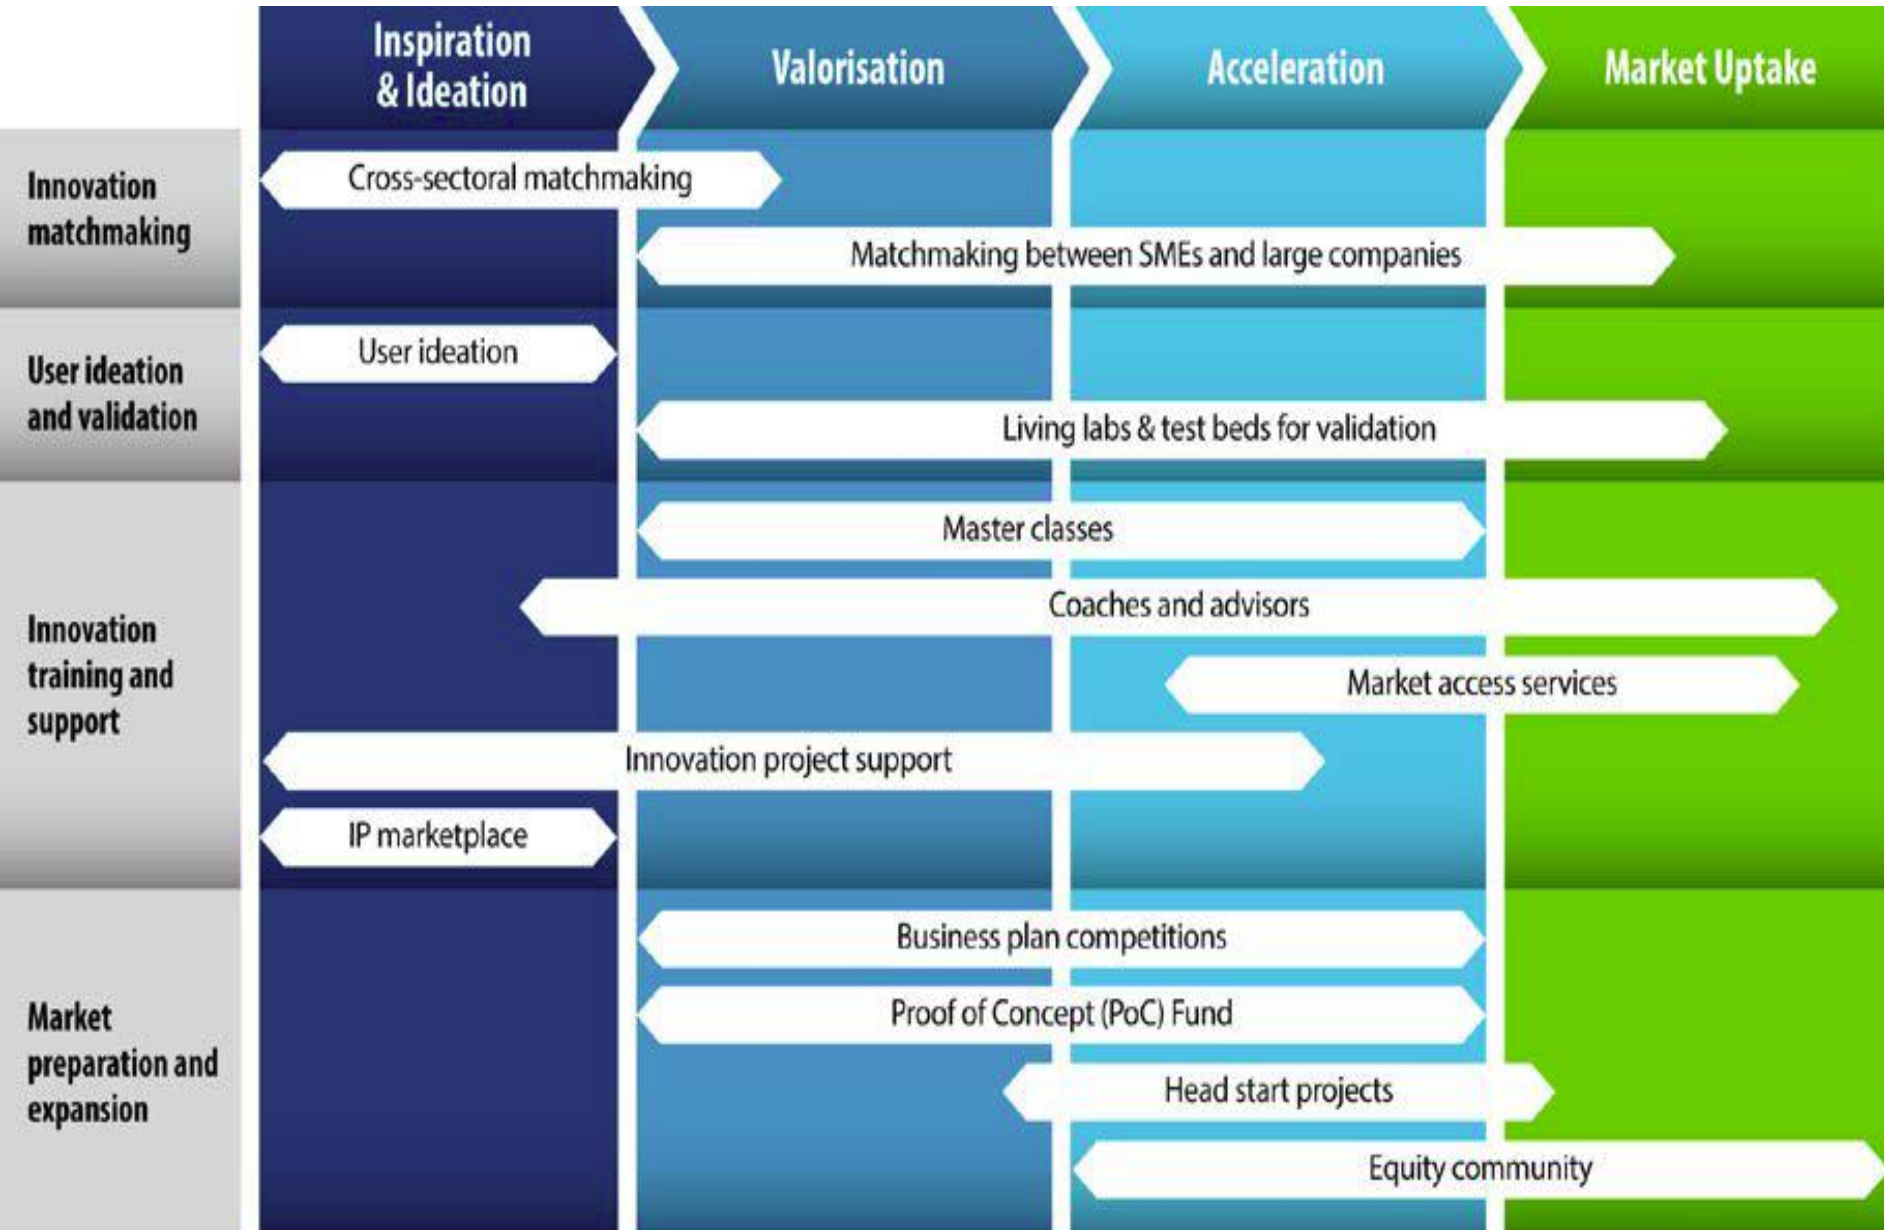 Inspiration
& Ideation
Valorisation
Acceleration
Market Uptake
Innovation
matchmaking
Cross-sectoral matchmaking
Matchmaking between SMEs and large companies
User ideation
and validation
User ideation
Living labs & test beds for validation
Innovation
training and
support
Master classes
Coaches and advisors
Market access services
Innovation project support
IP marketplace
Market
preparation and
expansion
Business plan competitions
Proof of Concept (PoC) Fund
Head start projects
Equity community